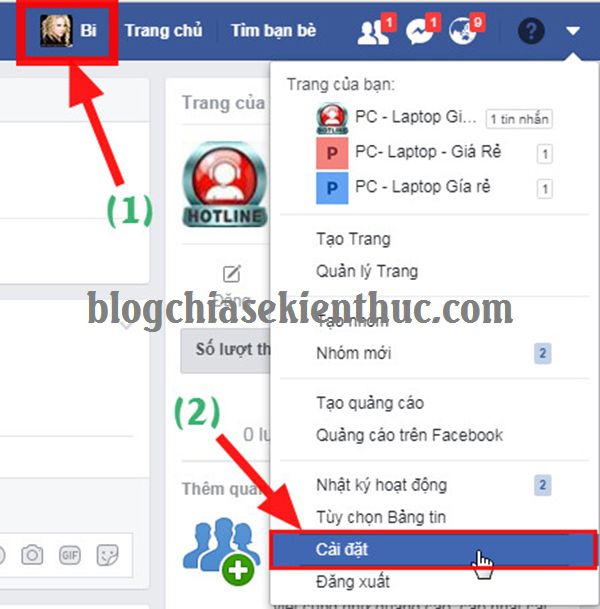 Bi Trang chủ Tìm bạn bè 1 1 9 ?
(1)
Trang của
HOTLINE
Đăng
Số lượt th
0 lư
Thêm quản
GIF
Trang của bạn:
PC - Laptop Gi... 1 tin nhắn
HOTLINE
P PC- Laptop - Giá Rẻ 1
P PC - Laptop Gía rẻ 1
Tạo Trang
Quản lý Trang
blogchiasekienthuc.com
Tạo nhóm
Nhóm mới 2
Tạo quảng cáo
Quảng cáo trên Facebook
(2)
Nhật ký hoạt động 2
Tùy chọn Bảng tin
Cài đặt
Đăng xuất